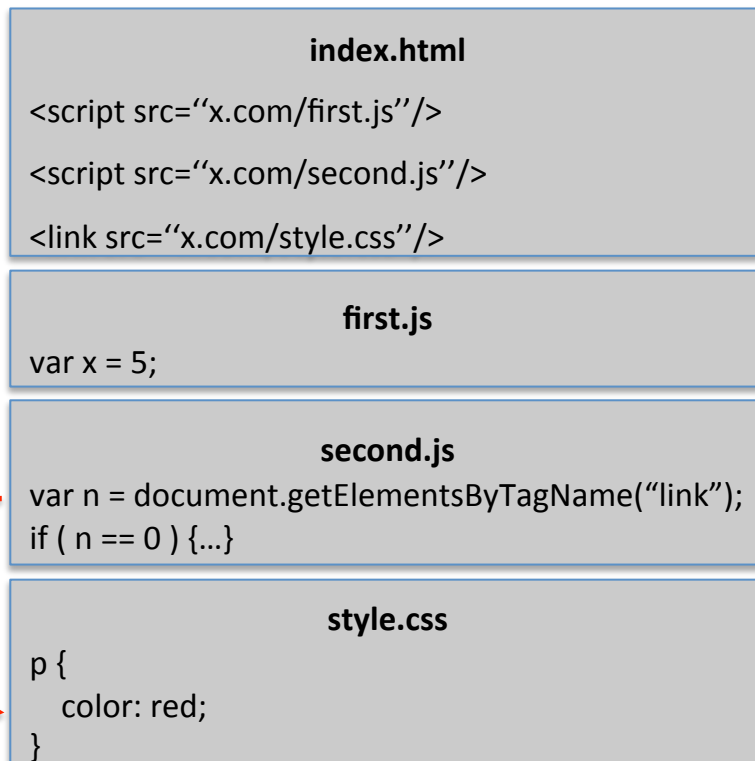 index.html
<script src=‘‘x.com/first.js’’/>
<script src=‘‘x.com/second.js’’/>
<link src=‘‘x.com/style.css’’/>
first.js
var x = 5;
second.js
var n = document.getElementsByTagName(“link”);
if ( n == 0 ) {…}
style.css
p {
color: red;
}